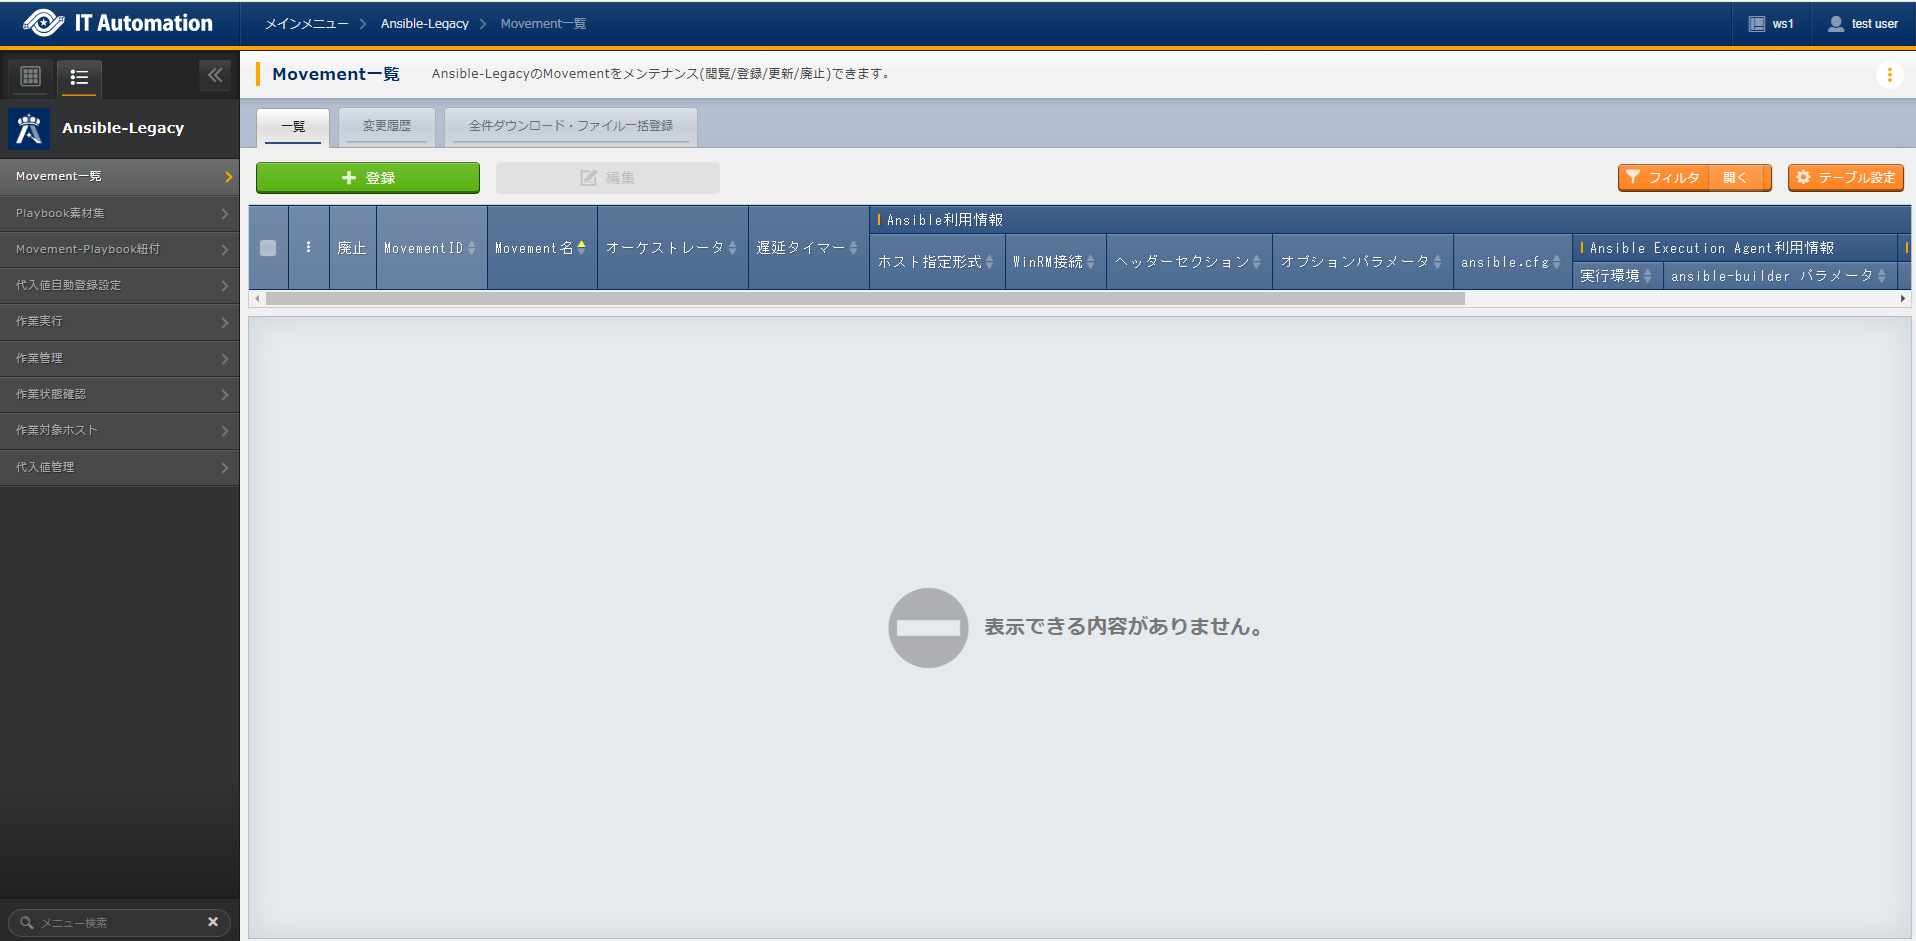 IT Automation
メインメニュー
Ansible-Legacy
Movement一覧
ws1
test user
Ansible-Legacy
Movement一覧
Playbook素材集
Movement-Playbook紐付
代入値自動登録設定
作業実行
作業管理
作業状態確認
作業対象ホスト
代入値管理
メニュー検索
Movement一覧
Ansible-LegacyのMovementをメンテナンス(閲覧/登録/更新/廃止)できます。
一覧
変更履歴
全件ダウンロード・ファイル一括登録
登録
編集
フィルタ
開く
テーブル設定
廃止
MovementID
Movement名
オーケストレータ
遅延タイマー
Ansible利用情報
ホスト指定形式
WinRM接続
ヘッダーセクション
オプションパラメータ
ansible.cfg
Ansible Execution Agent利用情報
実行環境
ansible-builder パラメータ
表示できる内容がありません。